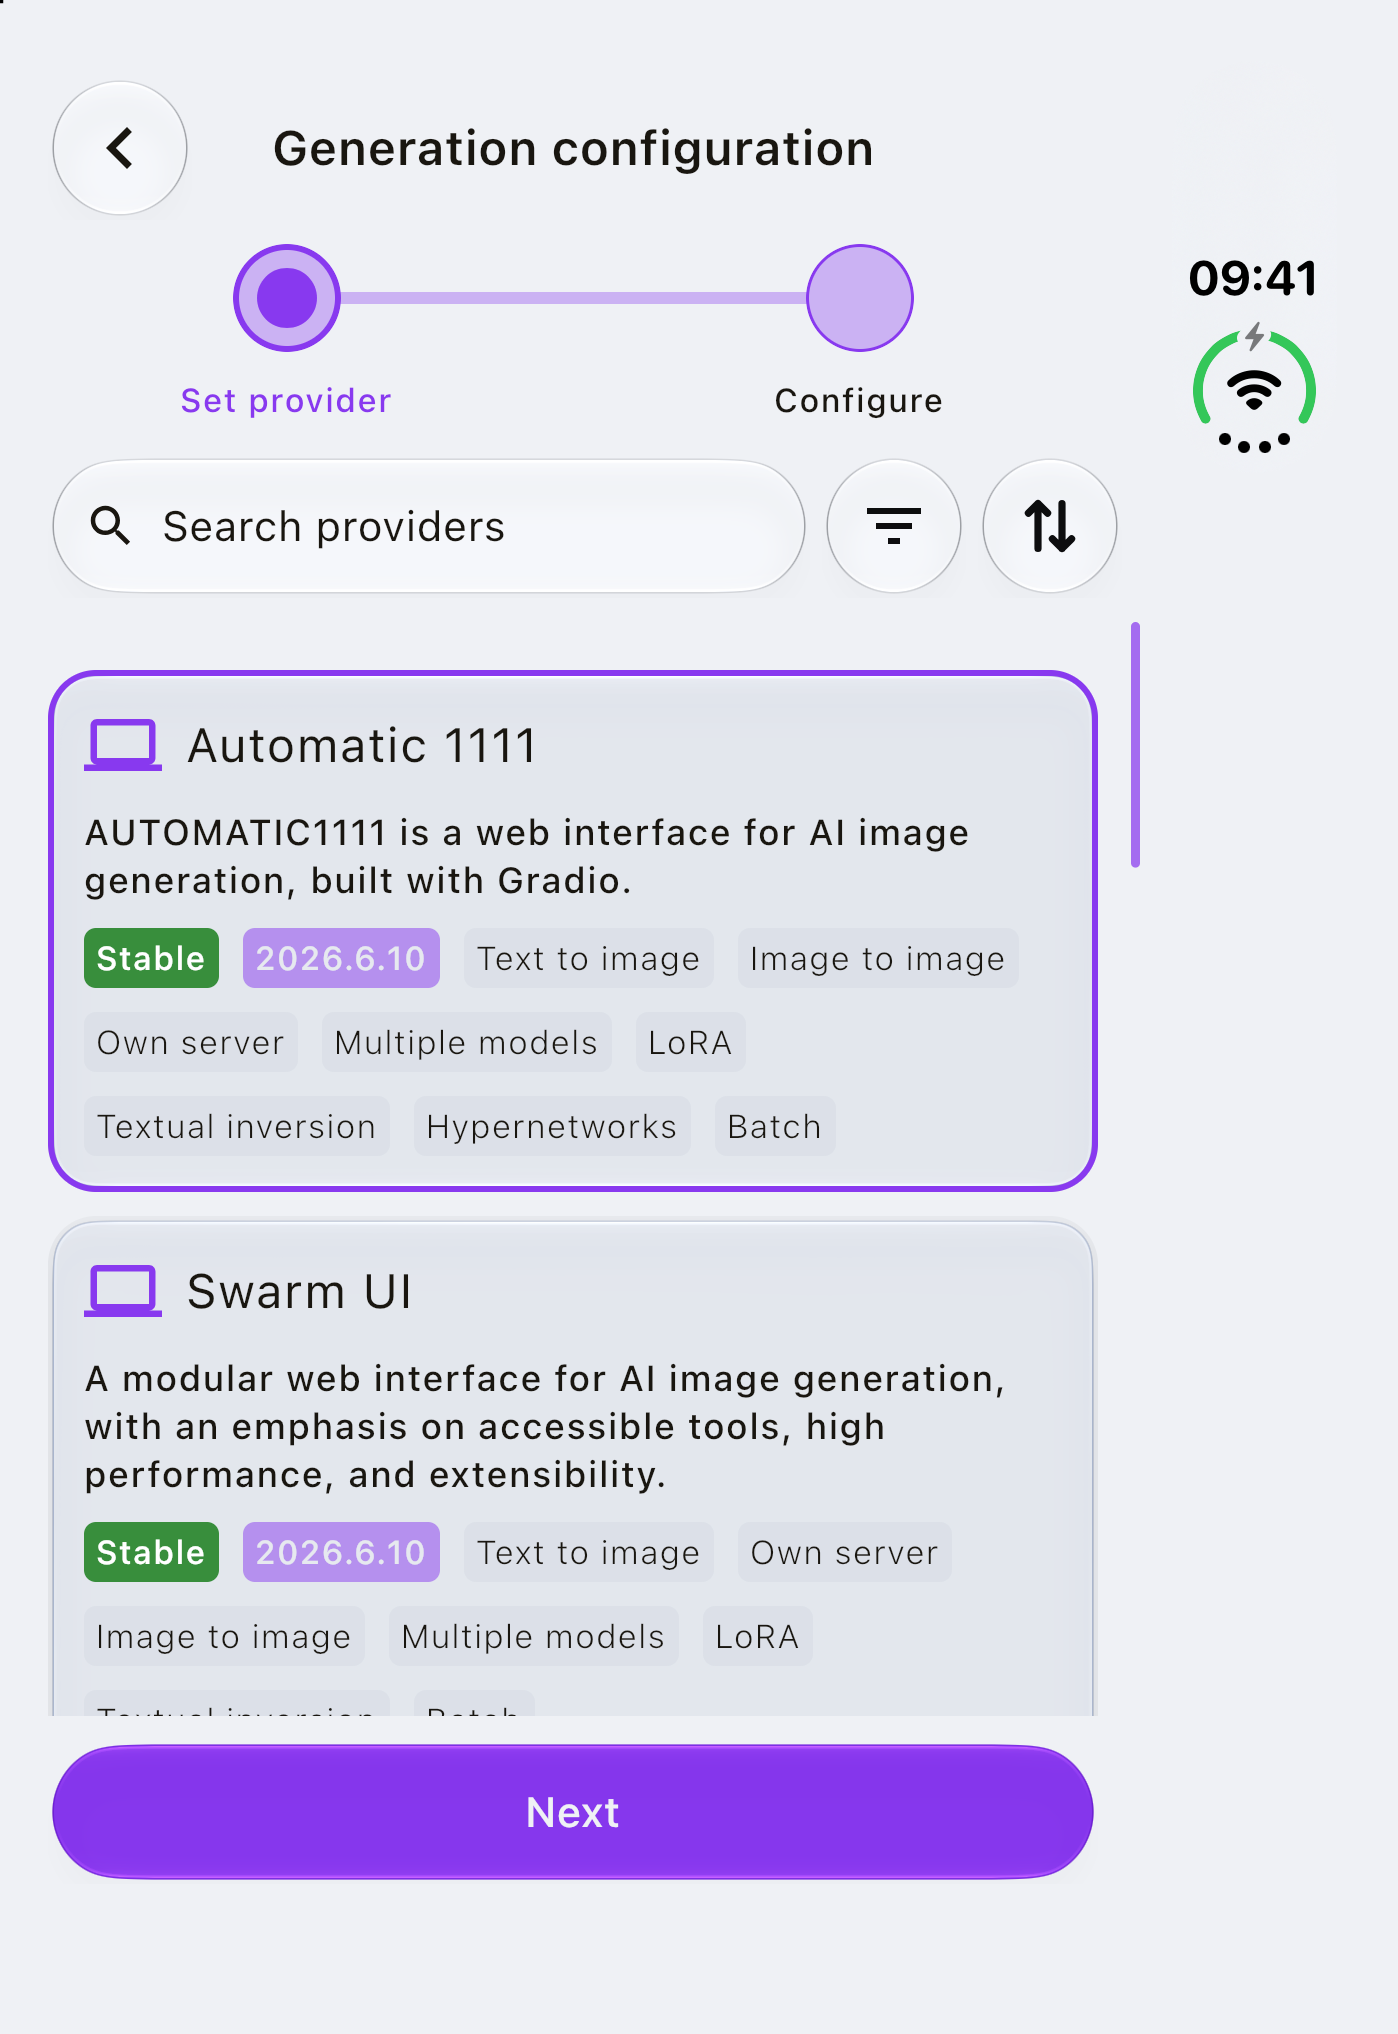 Generation configuration
09:41
Set provider
Configure
Search providers
Automatic 1111
AUTOMATIC1111 is a web interface for AI image
generation, built with Gradio.
Stable 2026.6.10 Text to image Image to image
Own server Multiple models LoRA
Textual inversion Hypernetworks Batch
Swarm UI
A modular web interface for AI image generation,
with an emphasis on accessible tools, high
performance, and extensibility.
Stable 2026.6.10 Text to image Own server
Image to image Multiple models LoRA
Textual inversion Batch
Next